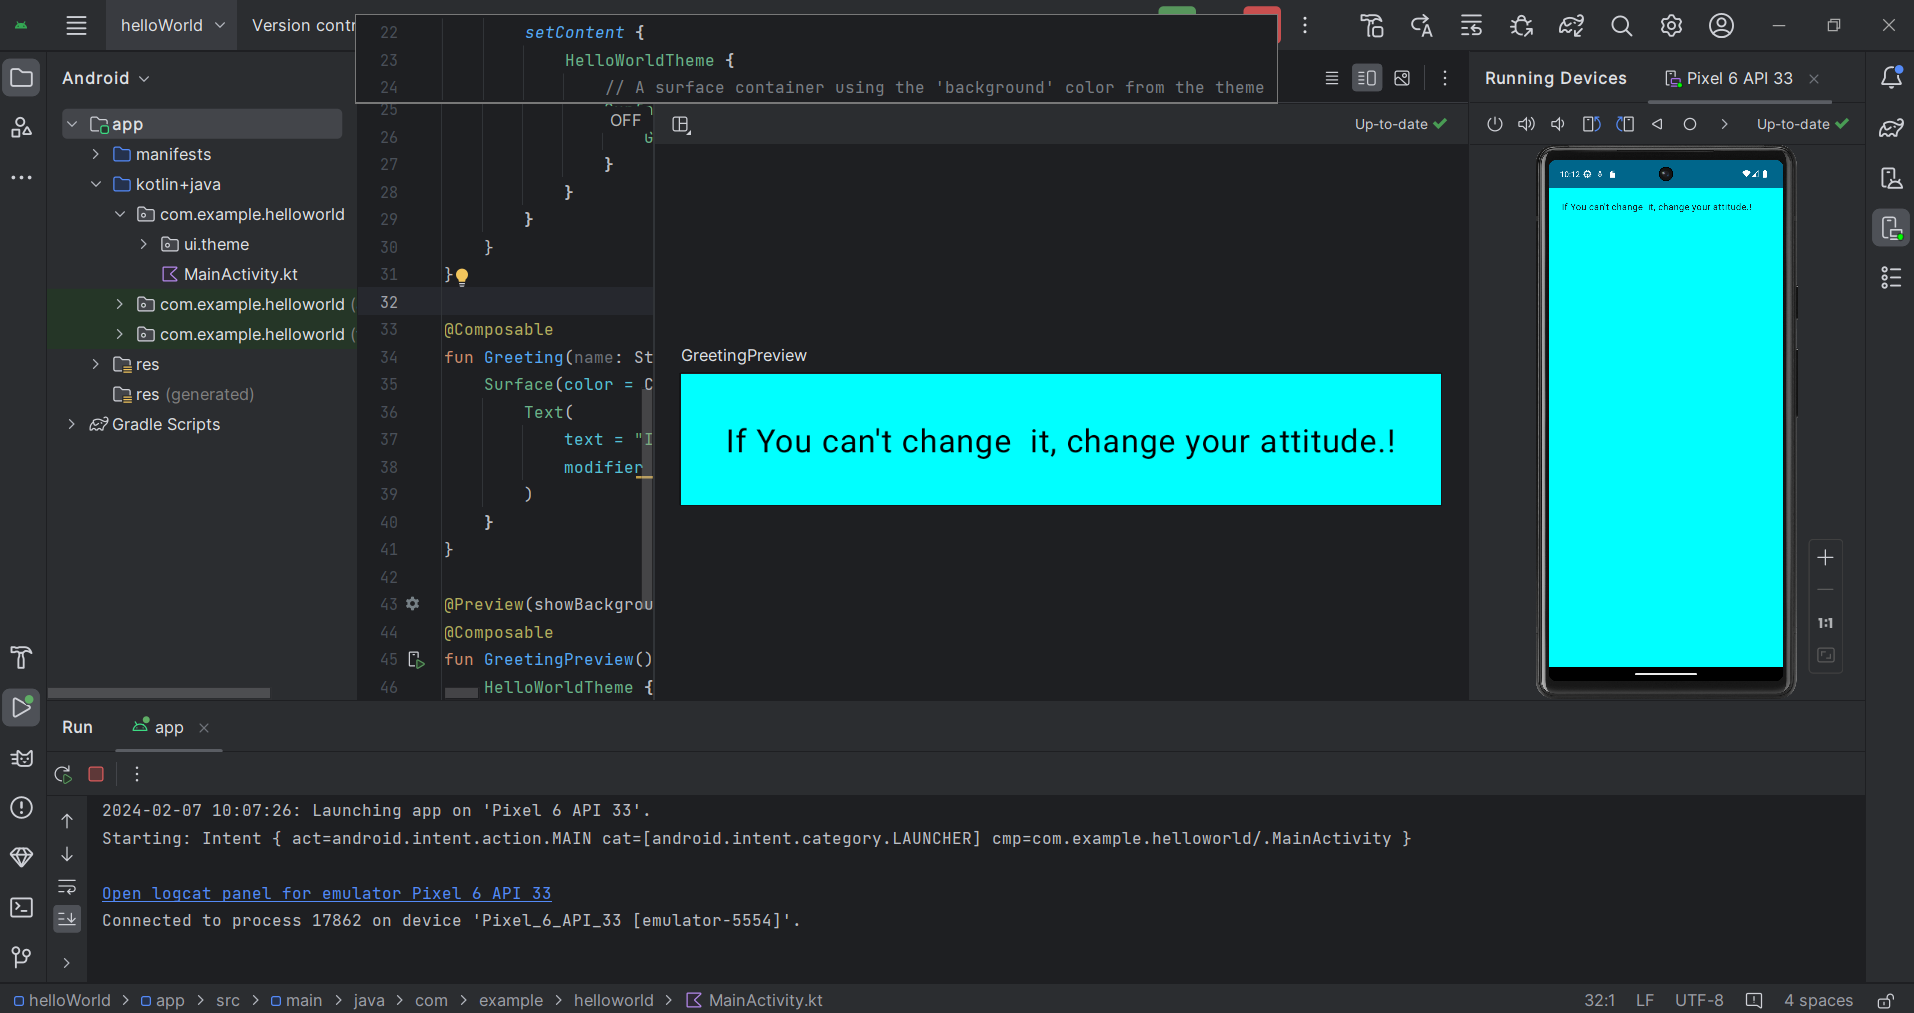 helloWorld
Version contr
Android
app
manifests
kotlin+java
com.example.helloworld
ui.theme
MainActivity.kt
com.example.helloworld (
com.example.helloworld (
res
res (generated)
Gradle Scripts
22 setContent {
23 HelloWorldTheme {
24 // A surface container using the 'background' color from the theme
25
OFF
26
27 }
28 }
29 }
30 }
31 }
32
33 @Composable
34 fun Greeting(name: St
35 Surface(color = C
36 Text(
37 text = "I
38 modifier
39 )
40 }
41 }
42
43 @Preview(showBackgrou
44 @Composable
45 fun GreetingPreview()
46 HelloWorldTheme {
Up-to-date
GreetingPreview
If You can't change  it, change your attitude.!
Running Devices
Pixel 6 API 33
Up-to-date
10:12
If You can't change  it, change your attitude.!
1:1
Run
app
2024-02-07 10:07:26: Launching app on 'Pixel 6 API 33'.
Starting: Intent { act=android.intent.action.MAIN cat=[android.intent.category.LAUNCHER] cmp=com.example.helloworld/.MainActivity }
Open logcat panel for emulator Pixel 6 API 33
Connected to process 17862 on device 'Pixel_6_API_33 [emulator-5554]'.
helloWorld > app > src > main > java > com > example > helloworld > MainActivity.kt
32:1 LF UTF-8 4 spaces